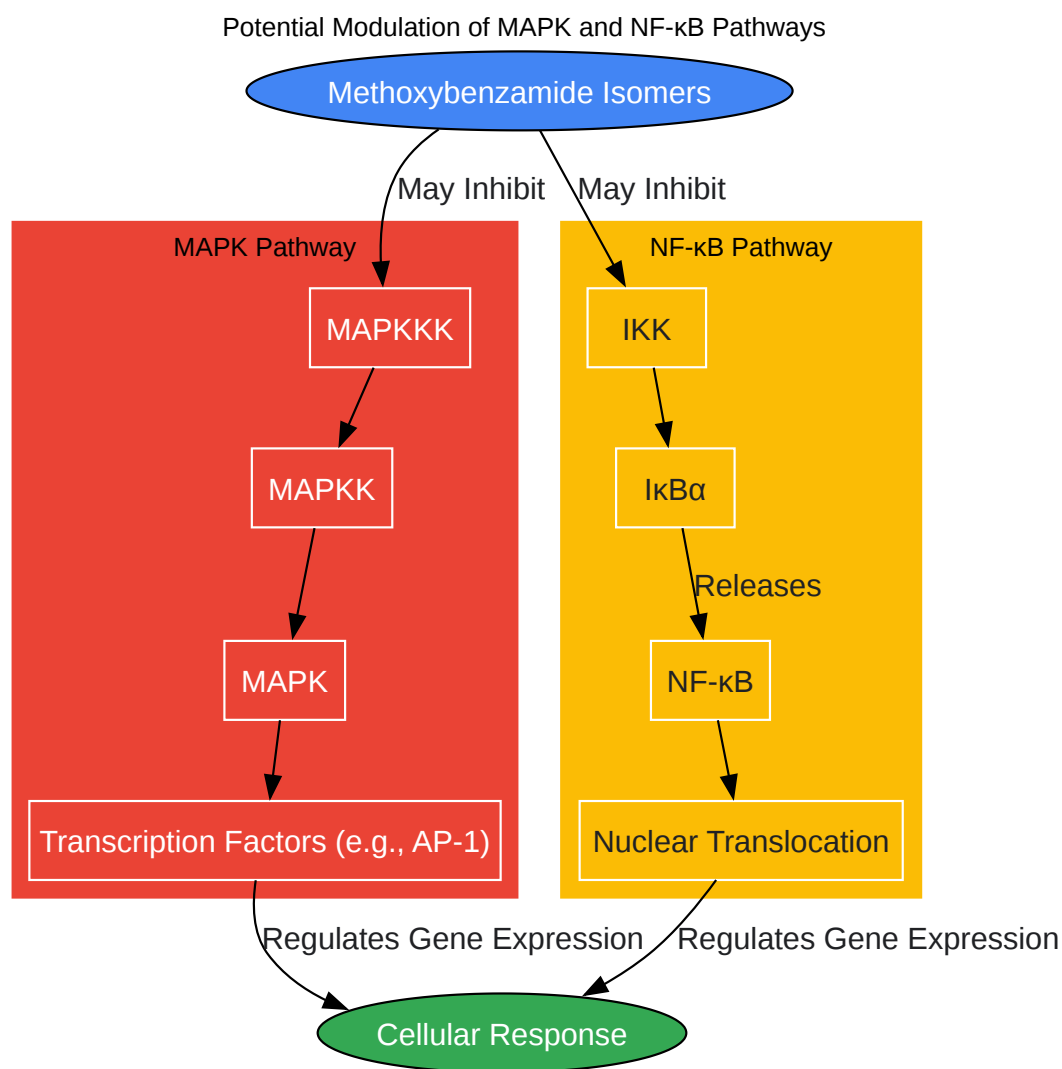 Potential Modulation of MAPK and NF-κB Pathways
Methoxybenzamide Isomers
May Inhibit
May Inhibit
MAPK Pathway
NF-κB Pathway
MAPKKK
IKK
MAPKK
IκBα
Releases
MAPK
NF-κB
Transcription Factors (e.g., AP-1)
Nuclear Translocation
Regulates Gene Expression
Regulates Gene Expression
Cellular Response